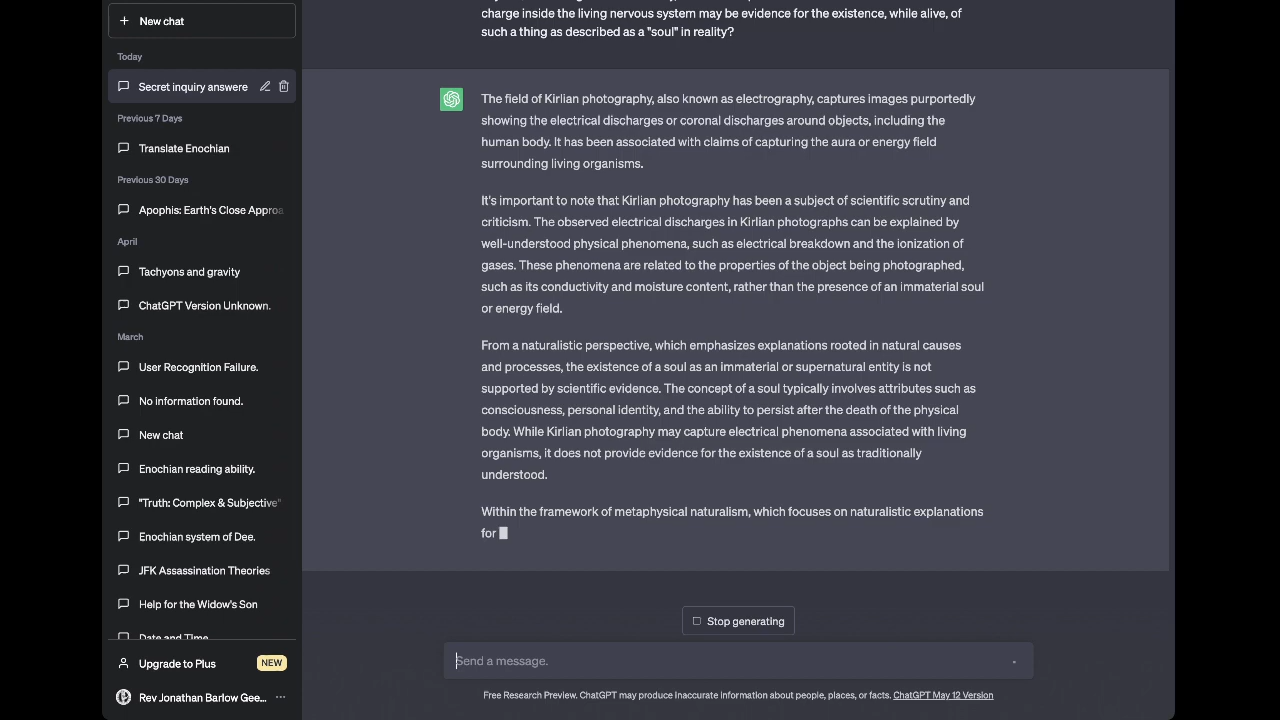 New chat
Today
Secret inquiry answere
Previous 7 Days
Translate Enochian
Previous 30 Days
Apophis: Earth's Close Approa
April
Tachyons and gravity
ChatGPT Version Unknown.
March
User Recognition Failure.
No information found.
New chat
Enochian reading ability.
"Truth: Complex & Subjective"
Enochian system of Dee.
JFK Assassination Theories
Help for the Widow's Son
Date and Time
Upgrade to Plus NEW
Rev Jonathan Barlow Gee...
charge inside the living nervous system may be evidence for the existence, while alive, of
such a thing as described as a "soul" in reality?
The field of Kirlian photography, also known as electrography, captures images purportedly
showing the electrical discharges or coronal discharges around objects, including the
human body. It has been associated with claims of capturing the aura or energy field
surrounding living organisms.
It's important to note that Kirlian photography has been a subject of scientific scrutiny and
criticism. The observed electrical discharges in Kirlian photographs can be explained by
well-understood physical phenomena, such as electrical breakdown and the ionization of
gases. These phenomena are related to the properties of the object being photographed,
such as its conductivity and moisture content, rather than the presence of an immaterial soul
or energy field.
From a naturalistic perspective, which emphasizes explanations rooted in natural causes
and processes, the existence of a soul as an immaterial or supernatural entity is not
supported by scientific evidence. The concept of a soul typically involves attributes such as
consciousness, personal identity, and the ability to persist after the death of the physical
body. While Kirlian photography may capture electrical phenomena associated with living
organisms, it does not provide evidence for the existence of a soul as traditionally
understood.
Within the framework of metaphysical naturalism, which focuses on naturalistic explanations
for
Stop generating
Send a message.
Free Research Preview. ChatGPT may produce inaccurate information about people, places, or facts. ChatGPT May 12 Version